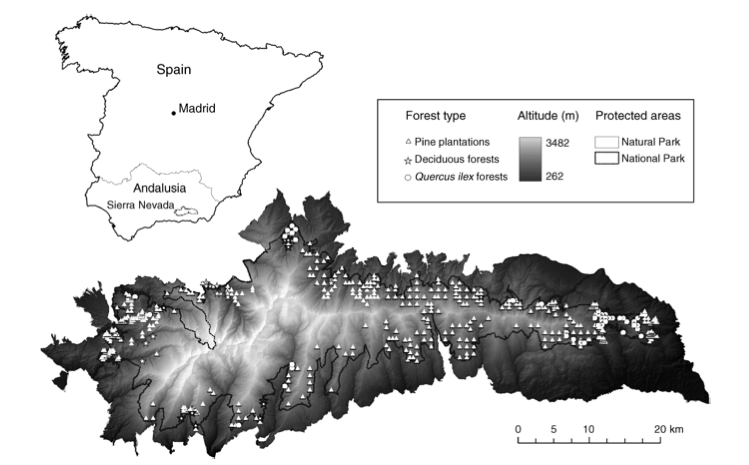 Spain
Madrid
Andalusia
Sierra Nevada
Forest type
Pine plantations
Deciduous forests
Quercus ilex forests
Altitude (m)
3482
262
Protected areas
Natural Park
National Park
0 5 10 20 km